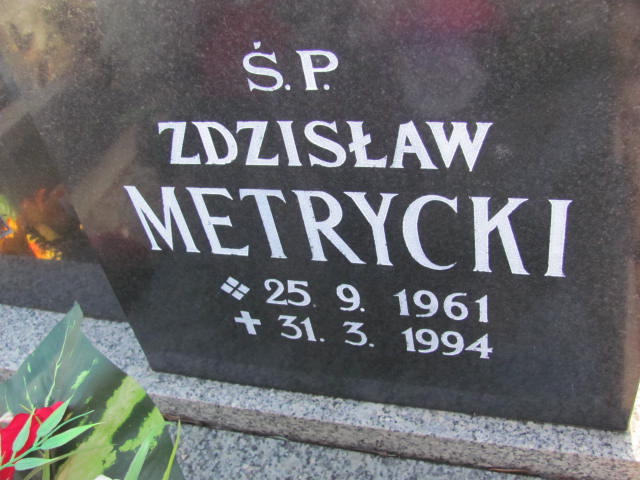 Ś.P.
ZDZISŁAW
METRYCKI
❖ 25. 9. 1961
✝ 31. 3. 1994